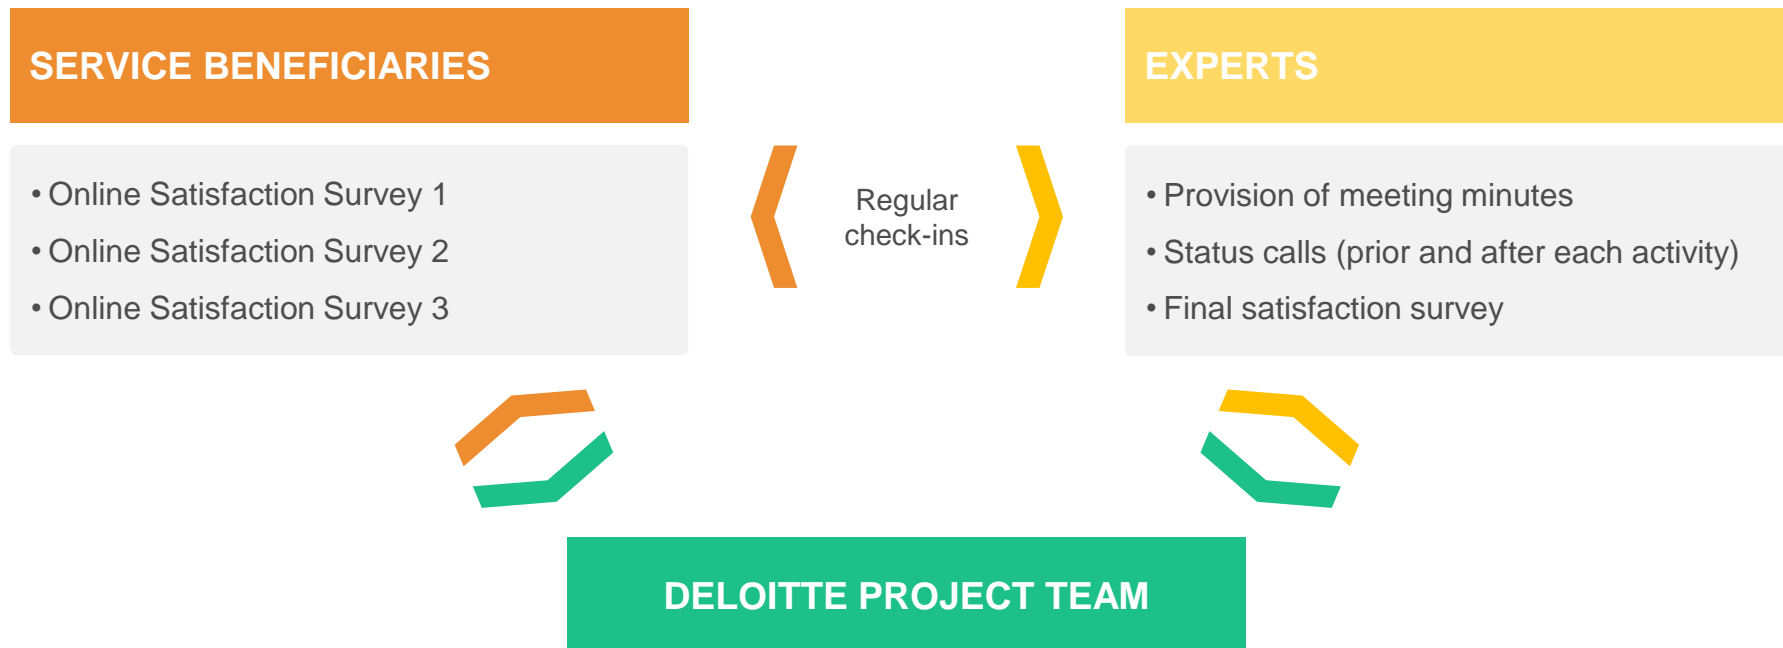 SERVICE BENEFICIARIES
• Online Satisfaction Survey 1
• Online Satisfaction Survey 2
• Online Satisfaction Survey 3
Regular
check-ins
EXPERTS
• Provision of meeting minutes
• Status calls (prior and after each activity)
• Final satisfaction survey
DELOITTE PROJECT TEAM